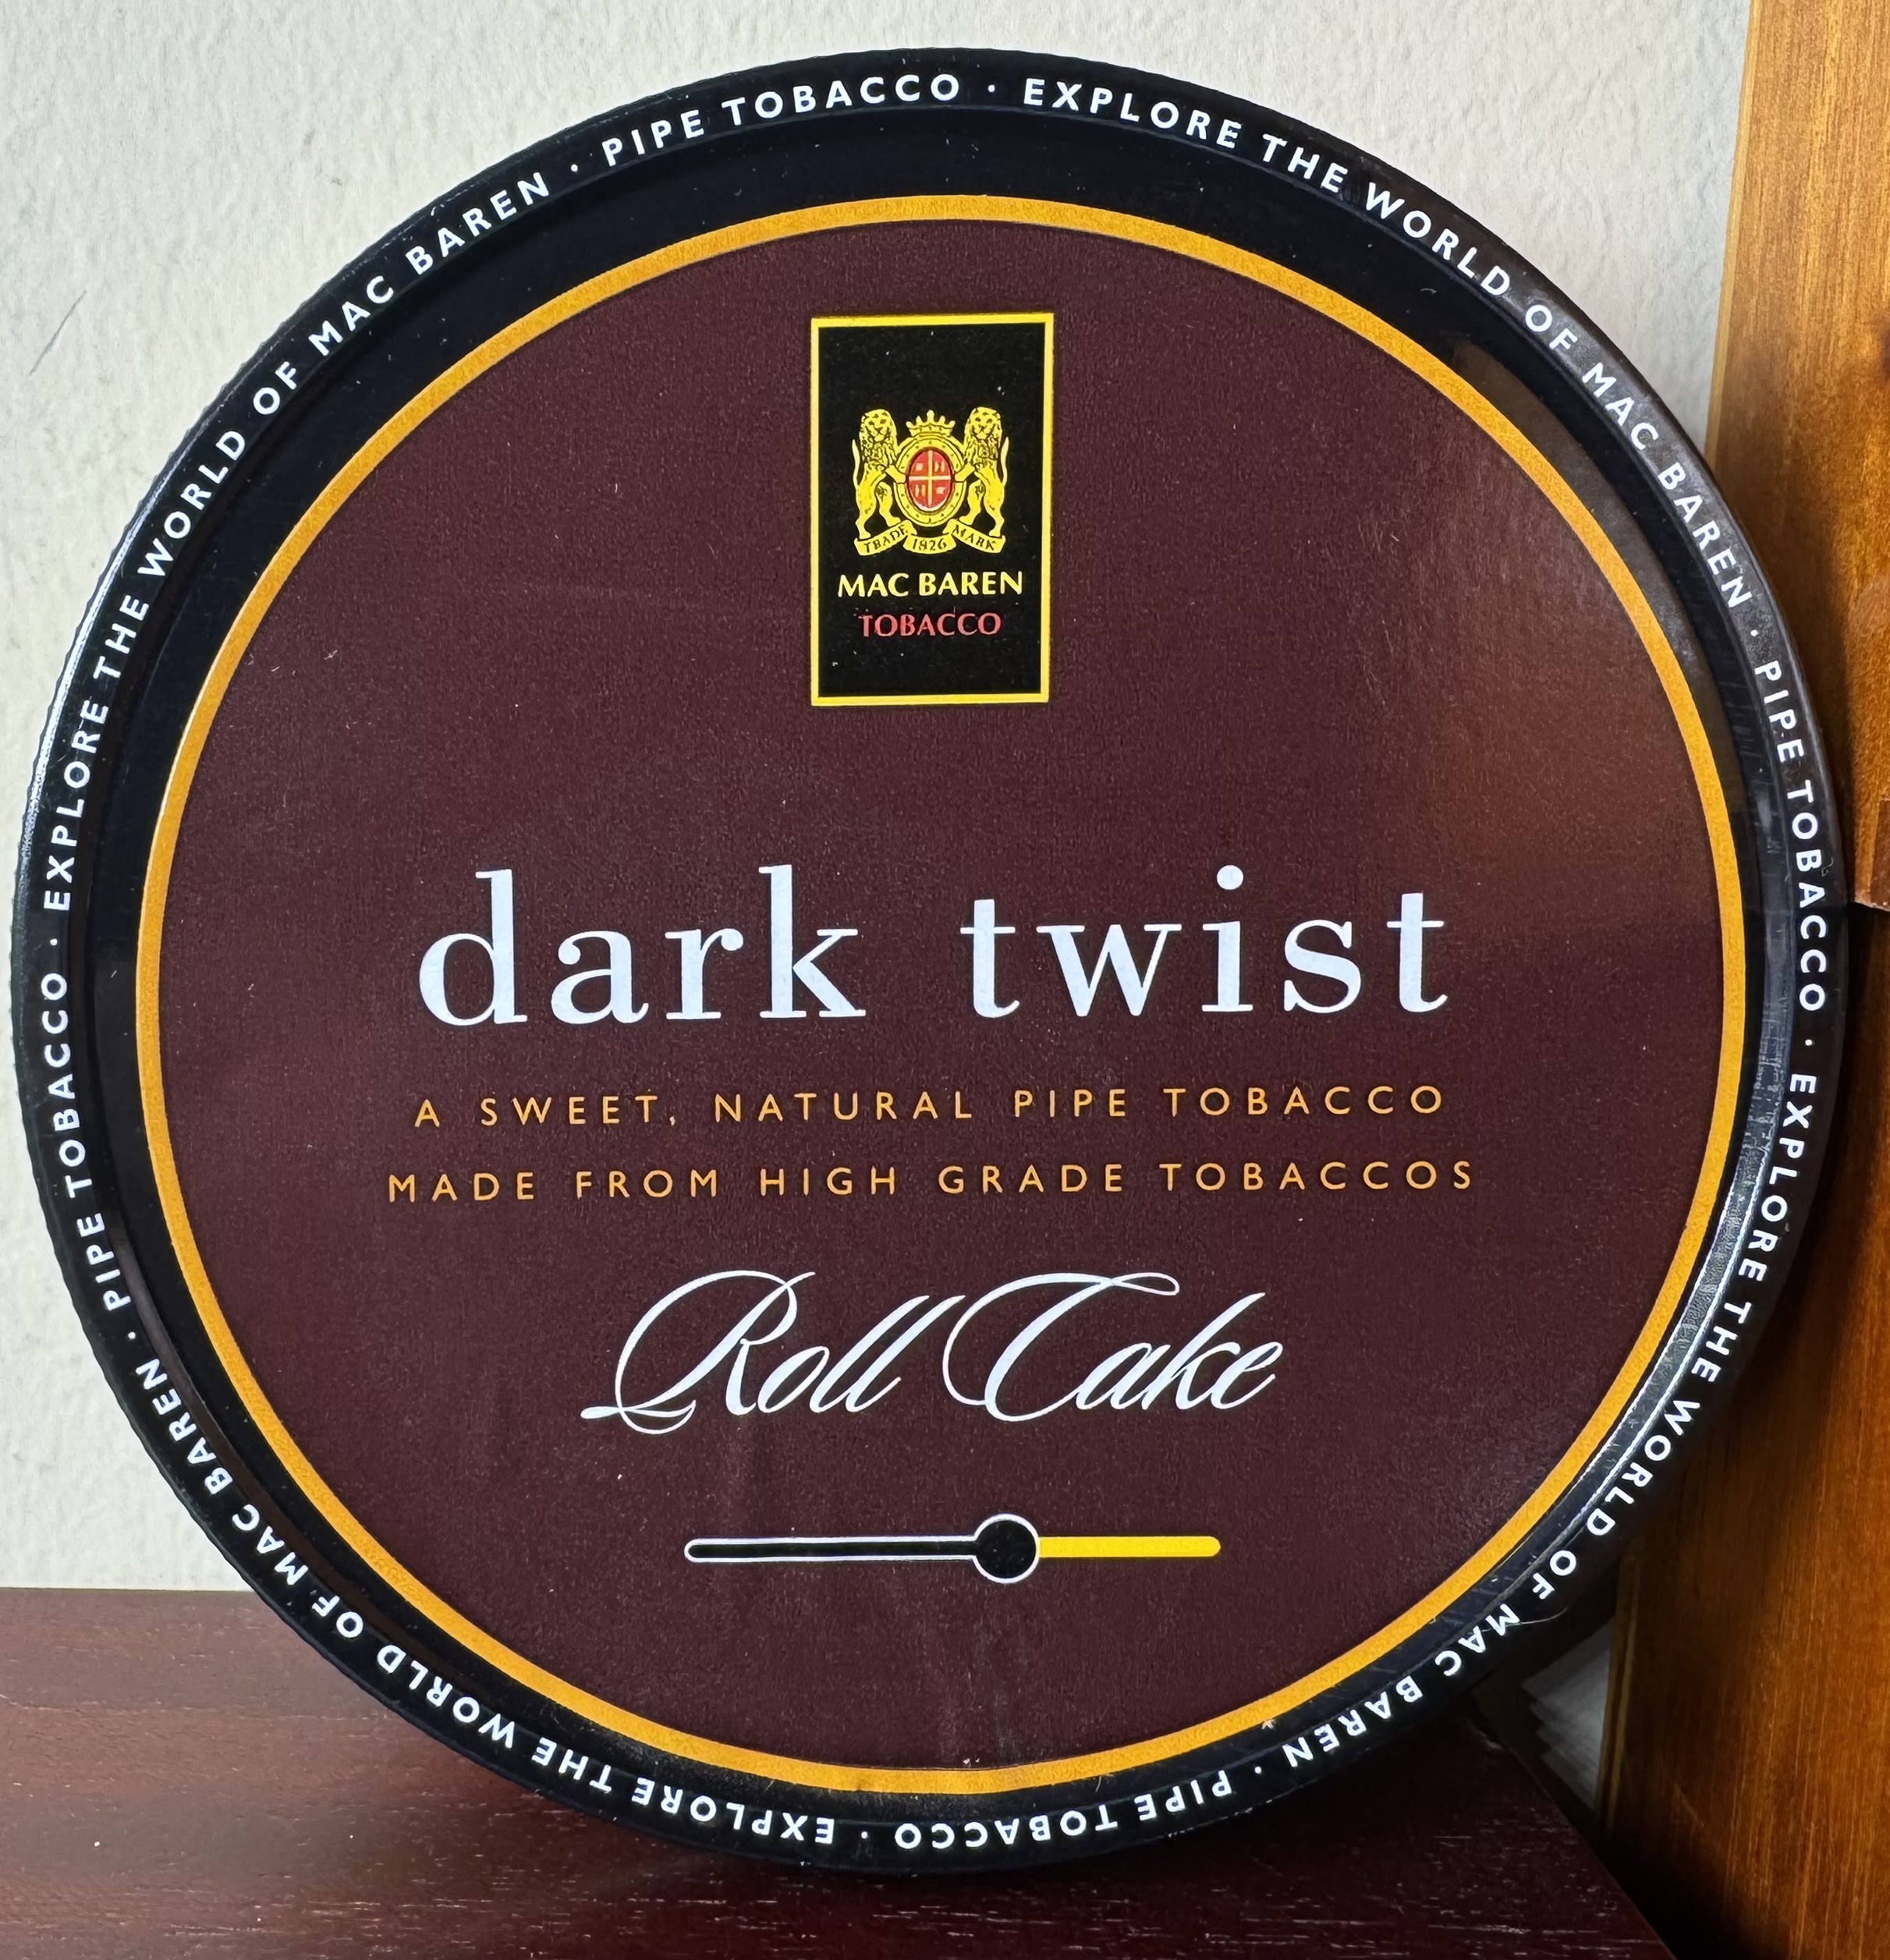 EXPLORE THE WORLD OF MAC BAREN · PIPE TOBACCO · EXPLORE THE WORLD OF MAC BAREN · PIPE TOBACCO · EXPLORE THE WORLD OF MAC BAREN · PIPE TOBACCO · EXPLORE THE WORLD OF MAC BAREN · PIPE TOBACCO ·
TRADE 1826 MARK
MAC BAREN
TOBACCO
dark twist
A SWEET, NATURAL PIPE TOBACCO
MADE FROM HIGH GRADE TOBACCOS
Roll Cake